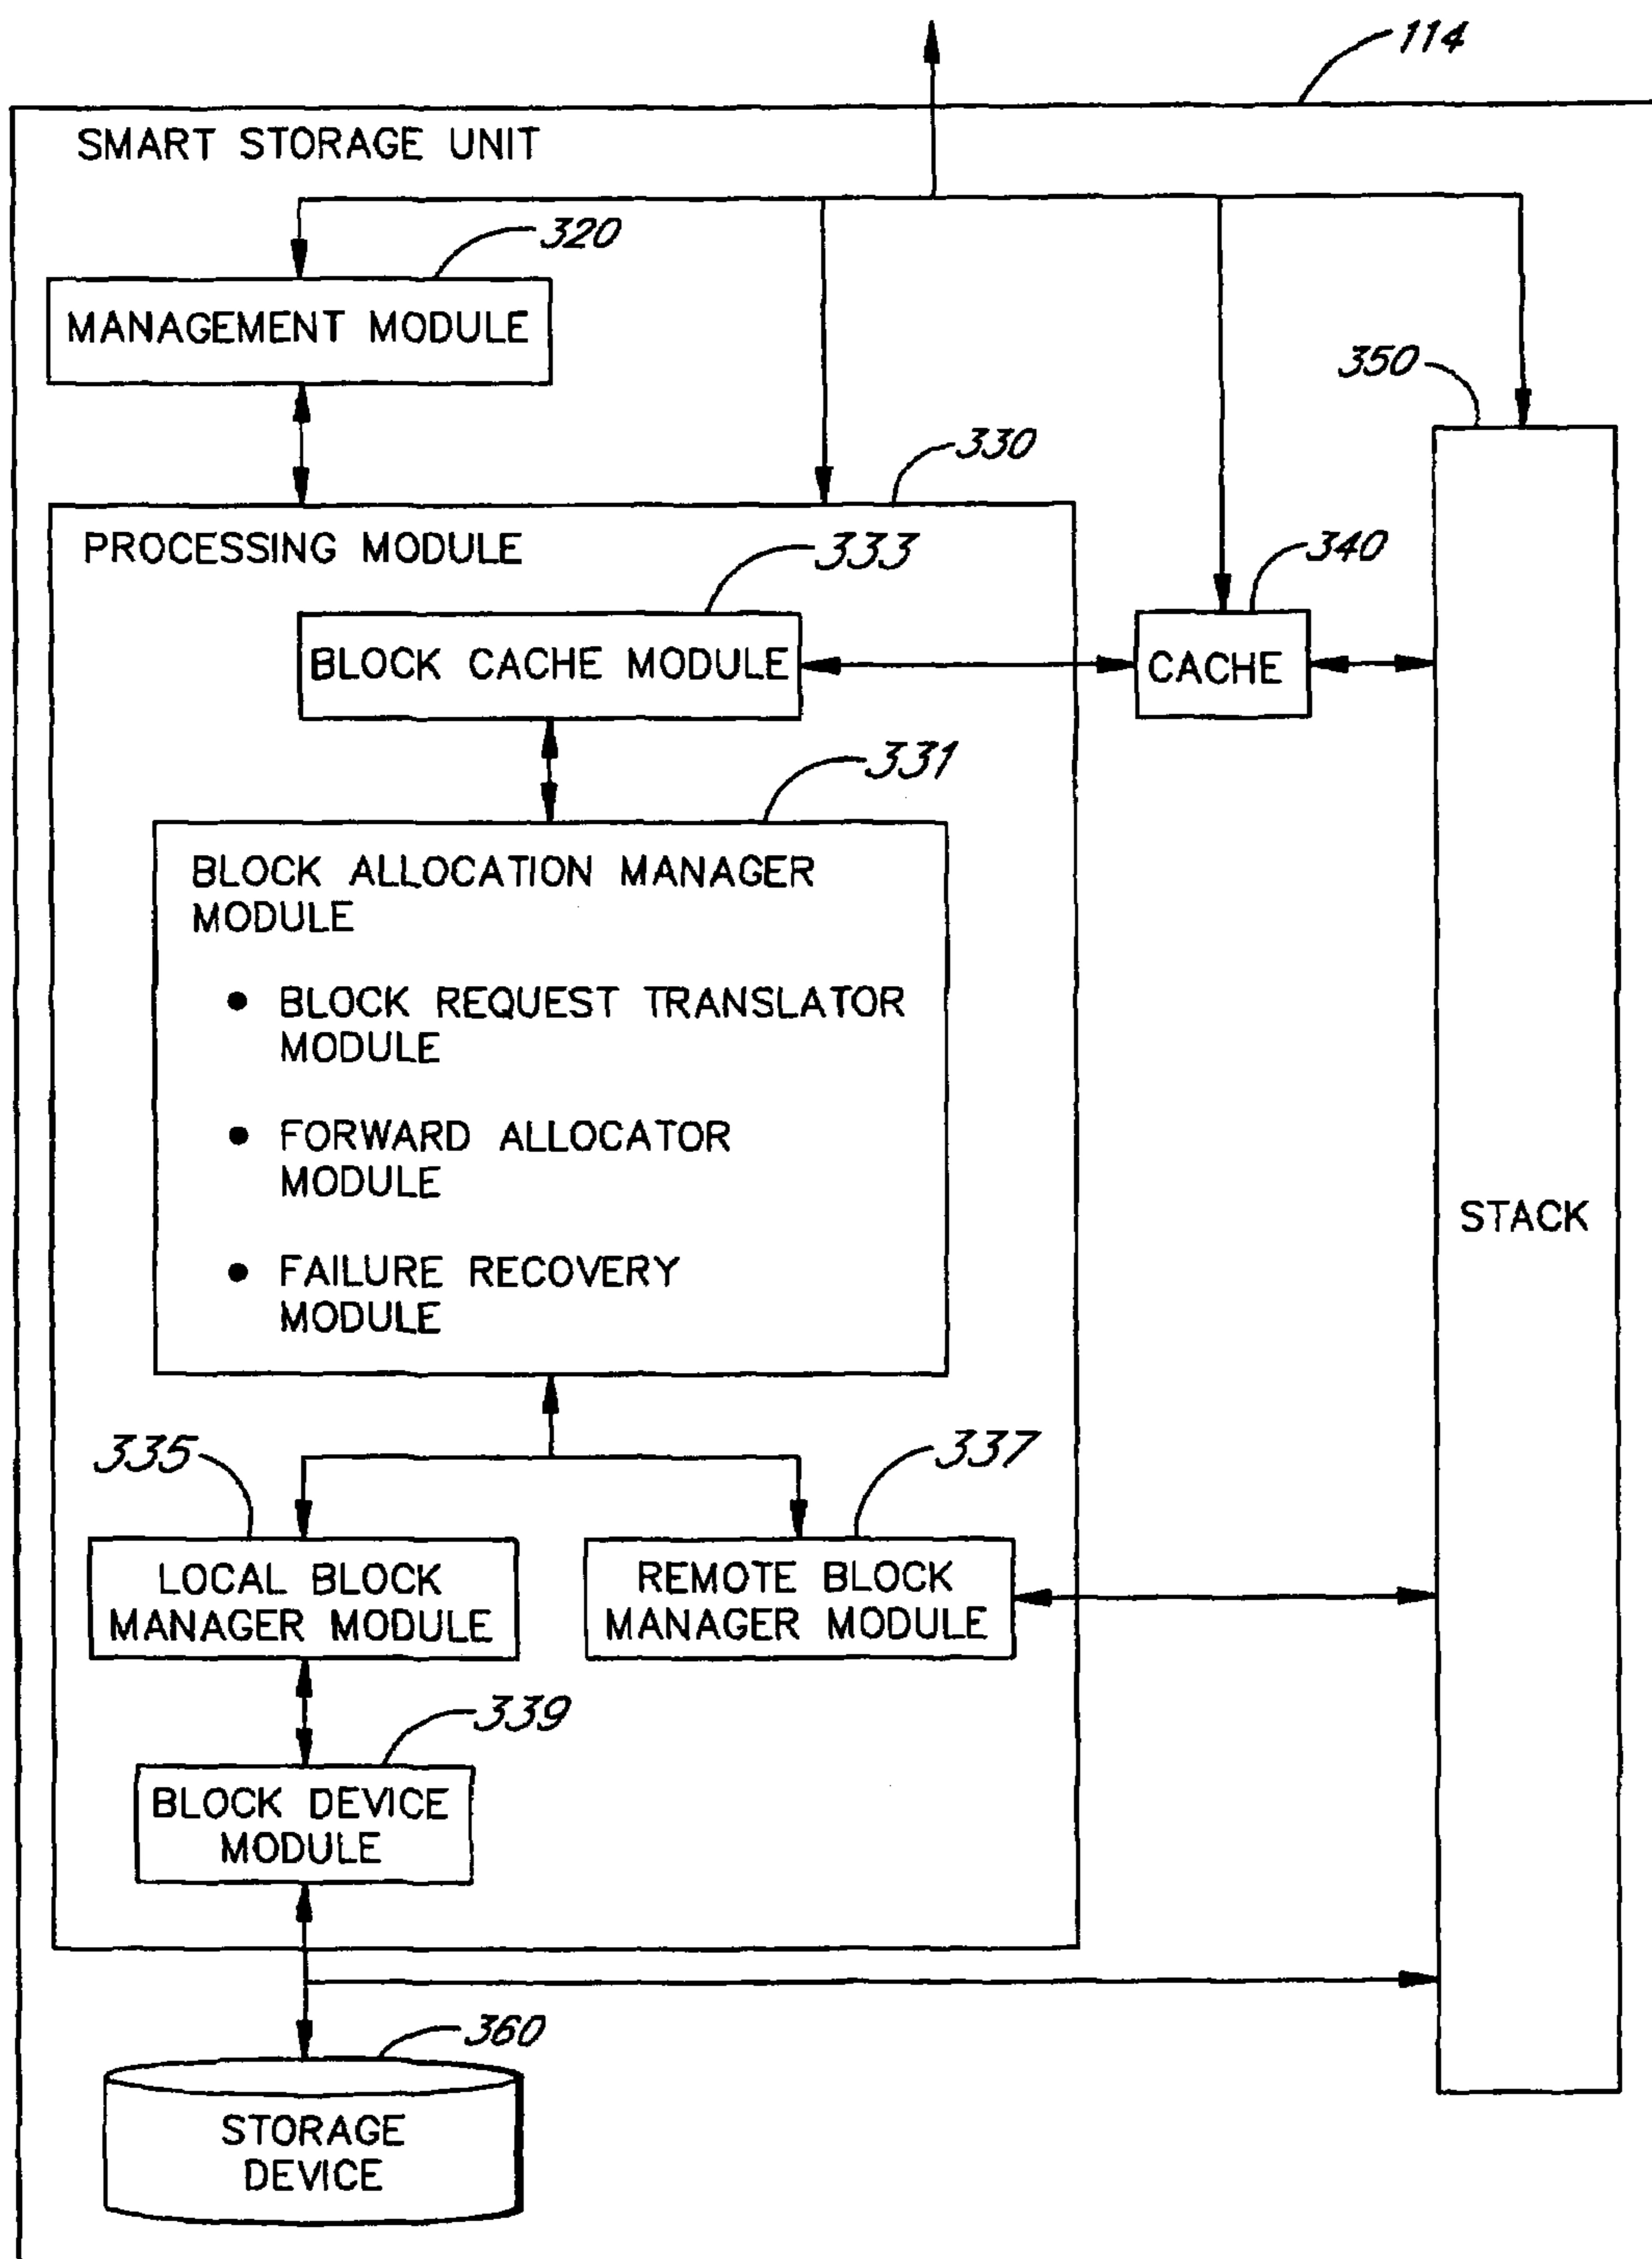 114
SMART STORAGE UNIT
320
MANAGEMENT MODULE
350
330
PROCESSING MODULE
333
340
BLOCK CACHE MODULE
CACHE
331
BLOCK ALLOCATION MANAGER
MODULE
● BLOCK REQUEST TRANSLATOR
MODULE
● FORWARD ALLOCATOR
MODULE
STACK
● FAILURE RECOVERY
MODULE
335
337
LOCAL BLOCK
MANAGER MODULE
REMOTE BLOCK
MANAGER MODULE
339
BLOCK DEVICE
MODULE
360
STORAGE
DEVICE